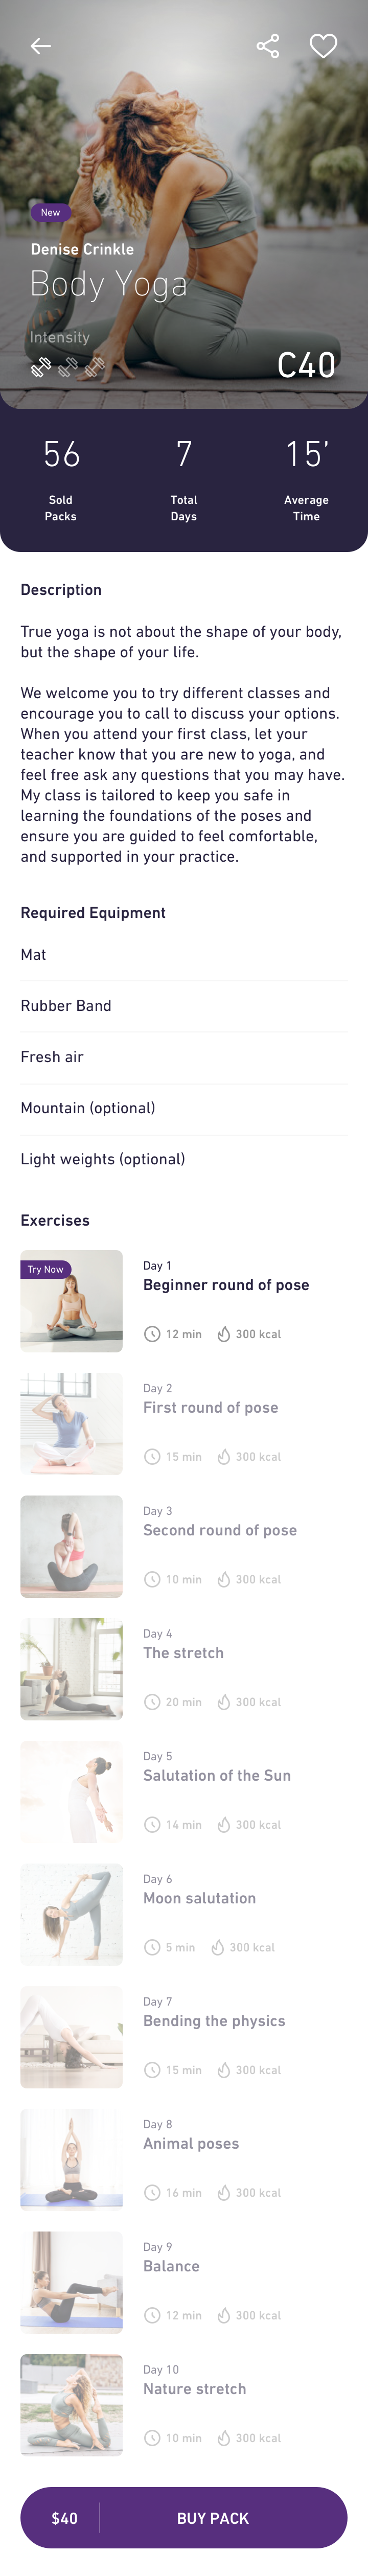 New
Denise Crinkle
Body Yoga
Intensity
C40
56
7
15’
Sold
Packs
Total
Days
Average
Time
Description
True yoga is not about the shape of your body,
but the shape of your life.
We welcome you to try different classes and
encourage you to call to discuss your options.
When you attend your first class, let your
teacher know that you are new to yoga, and
feel free ask any questions that you may have.
My class is tailored to keep you safe in
learning the foundations of the poses and
ensure you are guided to feel comfortable,
and supported in your practice.
Required Equipment
Mat
Rubber Band
Fresh air
Mountain (optional)
Light weights (optional)
Exercises
Try Now
Day 1
Beginner round of pose
12 min 300 kcal
Day 2
First round of pose
15 min 300 kcal
Day 3
Second round of pose
10 min 300 kcal
Day 4
The stretch
20 min 300 kcal
Day 5
Salutation of the Sun
14 min 300 kcal
Day 6
Moon salutation
5 min 300 kcal
Day 7
Bending the physics
15 min 300 kcal
Day 8
Animal poses
16 min 300 kcal
Day 9
Balance
12 min 300 kcal
Day 10
Nature stretch
10 min 300 kcal
$40 BUY PACK